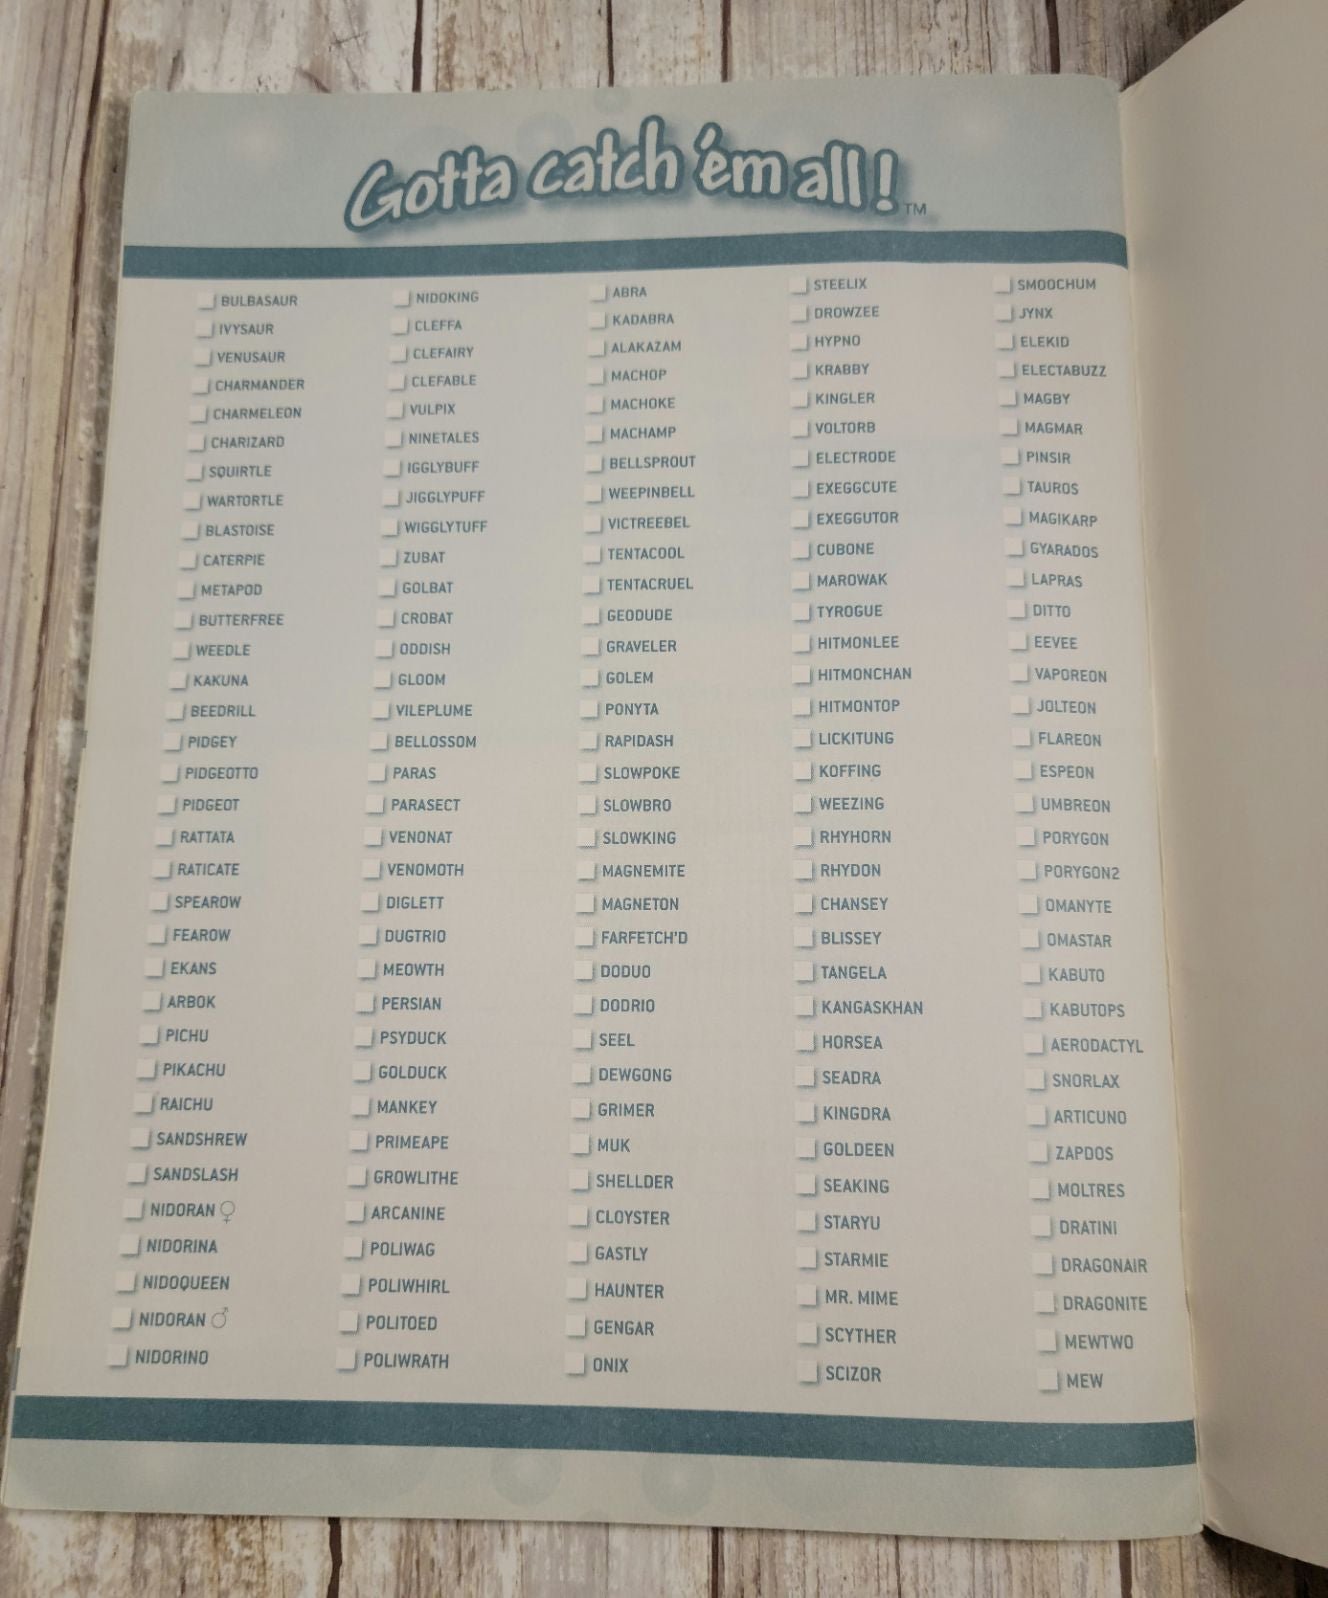 Gotta catch 'em all! ™
BULBASAUR
IVYSAUR
VENUSAUR
CHARMANDER
CHARMELEON
CHARIZARD
SQUIRTLE
WARTORTLE
BLASTOISE
CATERPIE
METAPOD
BUTTERFREE
WEEDLE
KAKUNA
BEEDRILL
PIDGEY
PIDGEOTTO
PIDGEOT
RATTATA
RATICATE
SPEAROW
FEAROW
EKANS
ARBOK
PICHU
PIKACHU
RAICHU
SANDSHREW
SANDSLASH
NIDORAN ♀
NIDORINA
NIDOQUEEN
NIDORAN ♂
NIDORINO
NIDOKING
CLEFFA
CLEFAIRY
CLEFABLE
VULPIX
NINETALES
IGGLYBUFF
JIGGLYPUFF
WIGGLYTUFF
ZUBAT
GOLBAT
CROBAT
ODDISH
GLOOM
VILEPLUME
BELLOSSOM
PARAS
PARASECT
VENONAT
VENOMOTH
DIGLETT
DUGTRIO
MEOWTH
PERSIAN
PSYDUCK
GOLDUCK
MANKEY
PRIMEAPE
GROWLITHE
ARCANINE
POLIWAG
POLIWHIRL
POLITOED
POLIWRATH
ABRA
KADABRA
ALAKAZAM
MACHOP
MACHOKE
MACHAMP
BELLSPROUT
WEEPINBELL
VICTREEBEL
TENTACOOL
TENTACRUEL
GEODUDE
GRAVELER
GOLEM
PONYTA
RAPIDASH
SLOWPOKE
SLOWBRO
SLOWKING
MAGNEMITE
MAGNETON
FARFETCH'D
DODUO
DODRIO
SEEL
DEWGONG
GRIMER
MUK
SHELLDER
CLOYSTER
GASTLY
HAUNTER
GENGAR
ONIX
STEELIX
DROWZEE
HYPNO
KRABBY
KINGLER
VOLTORB
ELECTRODE
EXEGGCUTE
EXEGGUTOR
CUBONE
MAROWAK
TYROGUE
HITMONLEE
HITMONCHAN
HITMONTOP
LICKITUNG
KOFFING
WEEZING
RHYHORN
RHYDON
CHANSEY
BLISSEY
TANGELA
KANGASKHAN
HORSEA
SEADRA
KINGDRA
GOLDEEN
SEAKING
STARYU
STARMIE
MR. MIME
SCYTHER
SCIZOR
SMOOCHUM
JYNX
ELEKID
ELECTABUZZ
MAGBY
MAGMAR
PINSIR
TAUROS
MAGIKARP
GYARADOS
LAPRAS
DITTO
EEVEE
VAPOREON
JOLTEON
FLAREON
ESPEON
UMBREON
PORYGON
PORYGON2
OMANYTE
OMASTAR
KABUTO
KABUTOPS
AERODACTYL
SNORLAX
ARTICUNO
ZAPDOS
MOLTRES
DRATINI
DRAGONAIR
DRAGONITE
MEWTWO
MEW